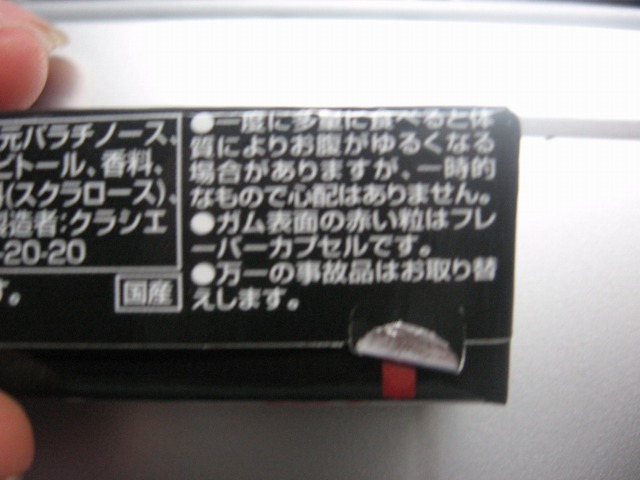 元パラチノース、
ビトール、香料、
(スクラロース)、
製造者:クラシエ
-20-20
す。
国産
●一度に多量に食べると体
質によりお腹がゆるくなる
場合がありますが、一時的
なもので心配はありません。
●ガム表面の赤い粒はフレ
ーバーカプセルです。
●万一の事故品はお取り替
えします。